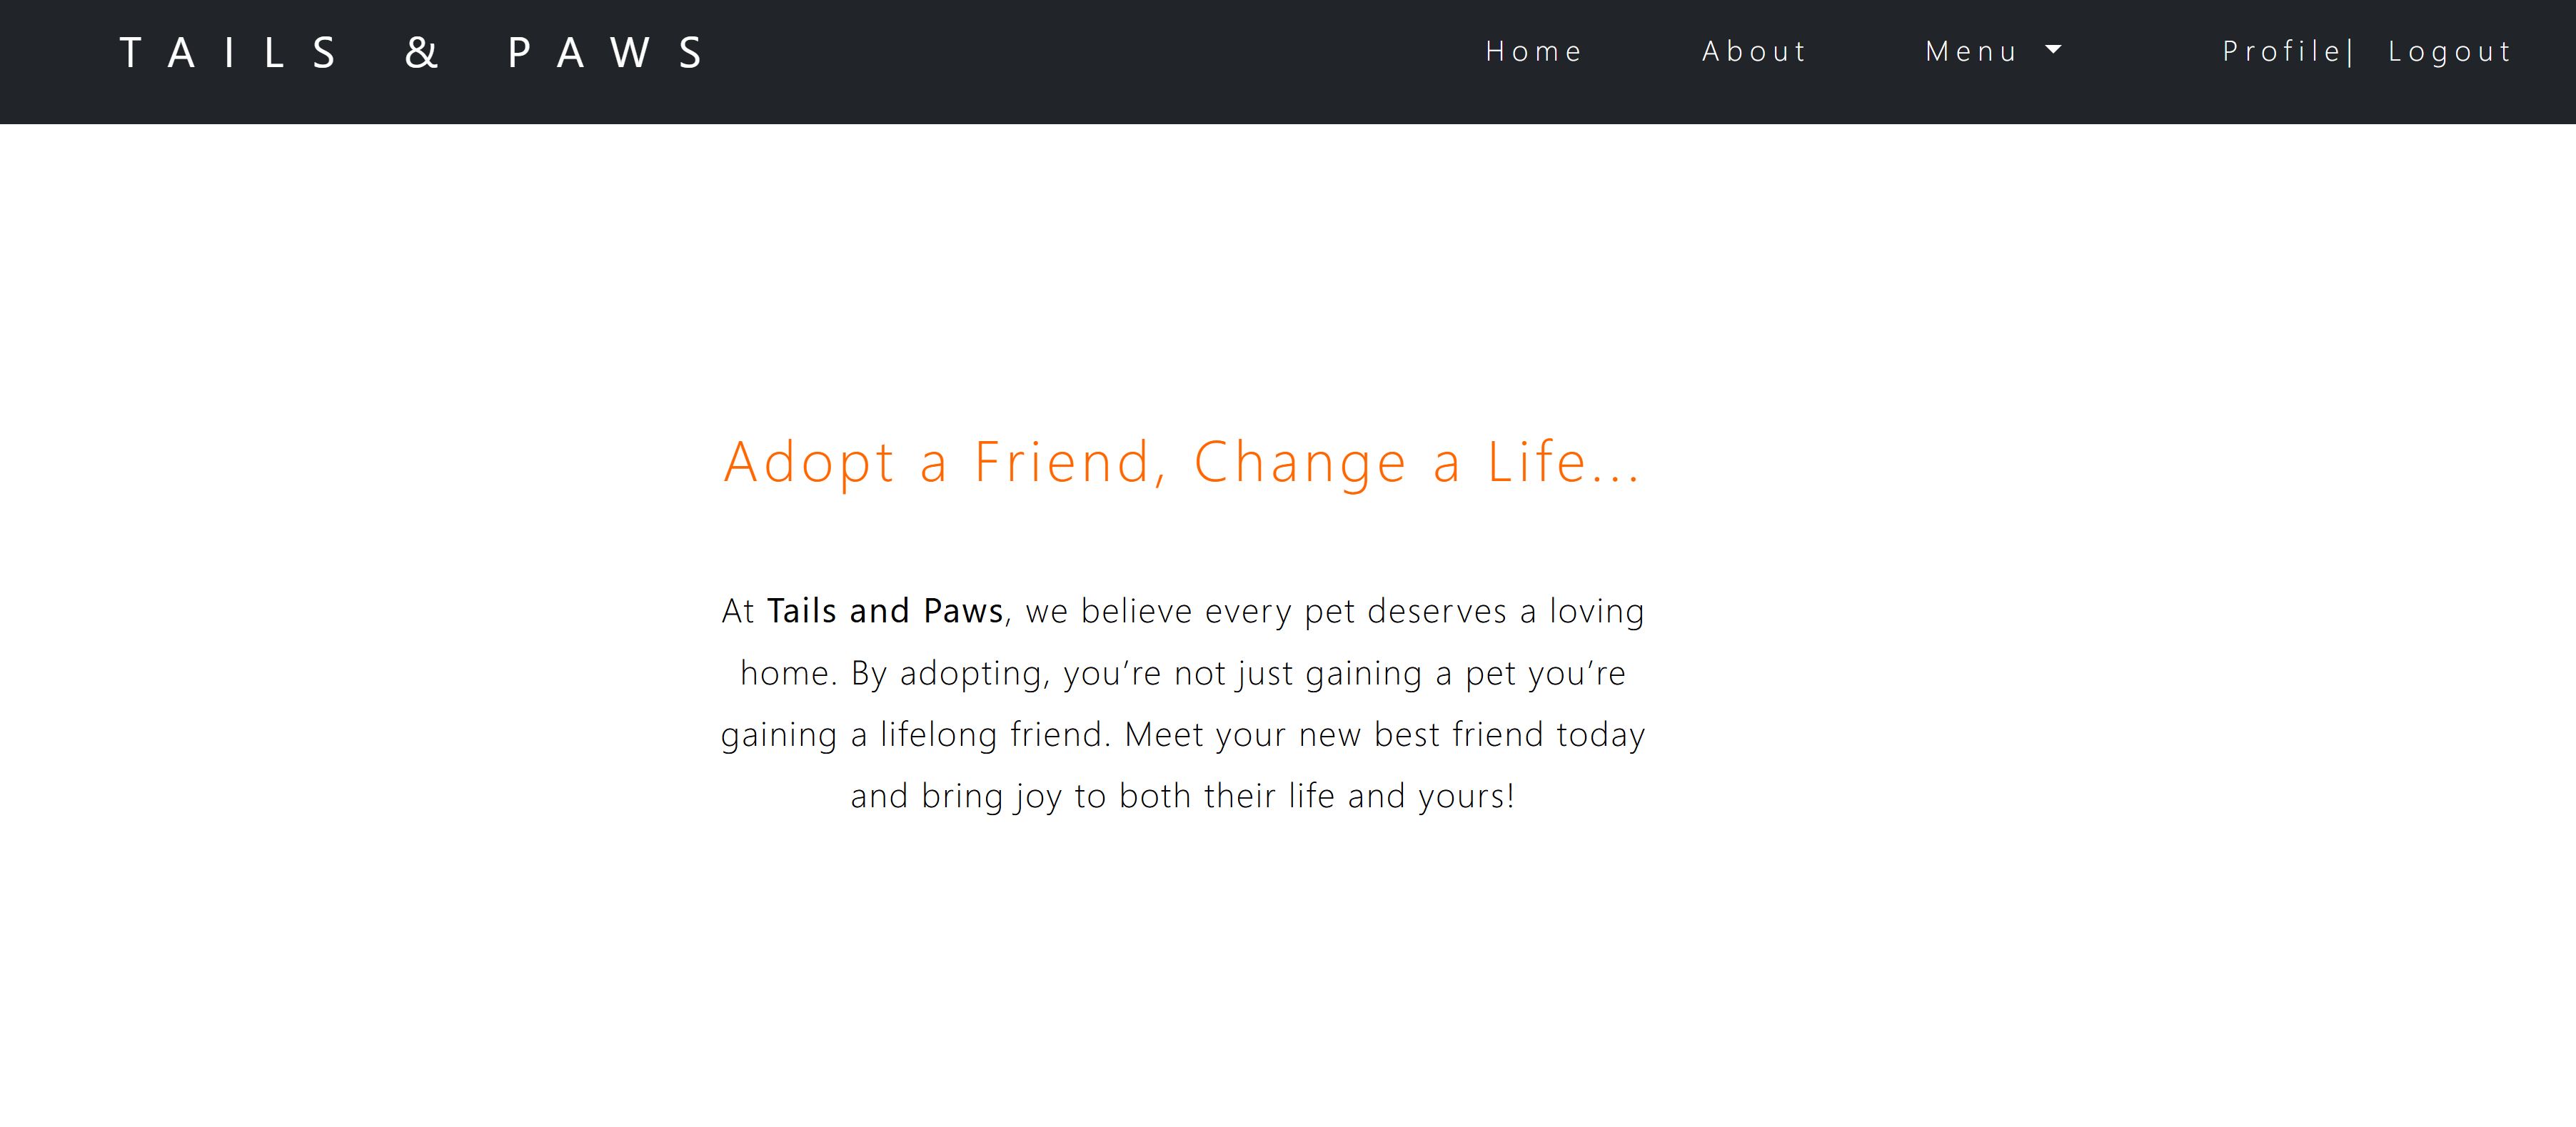 TAILS & PAWS Home About Menu Profile| Logout
Adopt a Friend, Change a Life...
At Tails and Paws, we believe every pet deserves a loving
home. By adopting, you’re not just gaining a pet you’re
gaining a lifelong friend. Meet your new best friend today
and bring joy to both their life and yours!